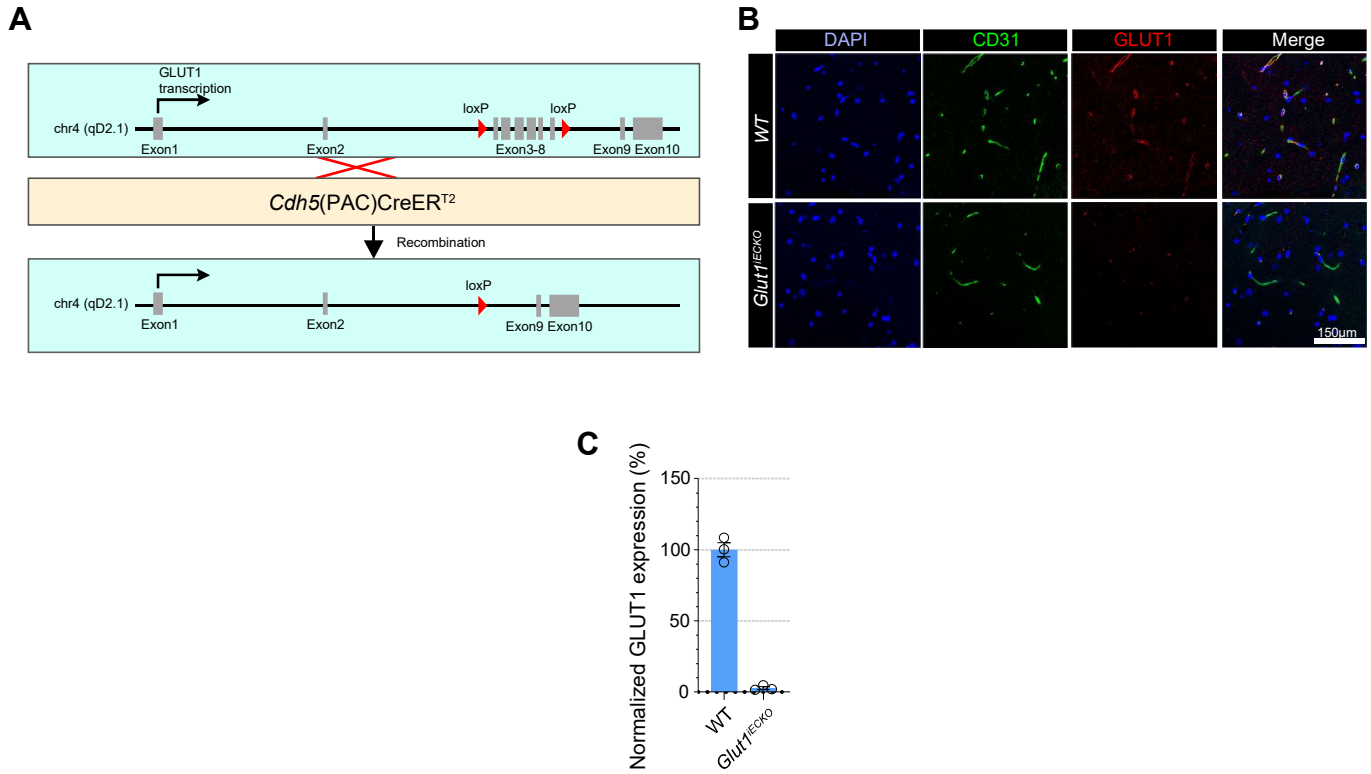 A
GLUT1
transcription
loxP
loxP
chr4 (qD2.1)
Exon1
Exon2
Exon3-8
Exon9 Exon10
Cdh5(PAC)CreERT2
Recombination
loxP
chr4 (qD2.1)
Exon1
Exon2
Exon9 Exon10
B
DAPI
CD31
GLUT1
Merge
WT
Glut1iECKO
150µm
C
Normalized GLUT1 expression (%)
150
100
50
0
WT
Glut1iECKO